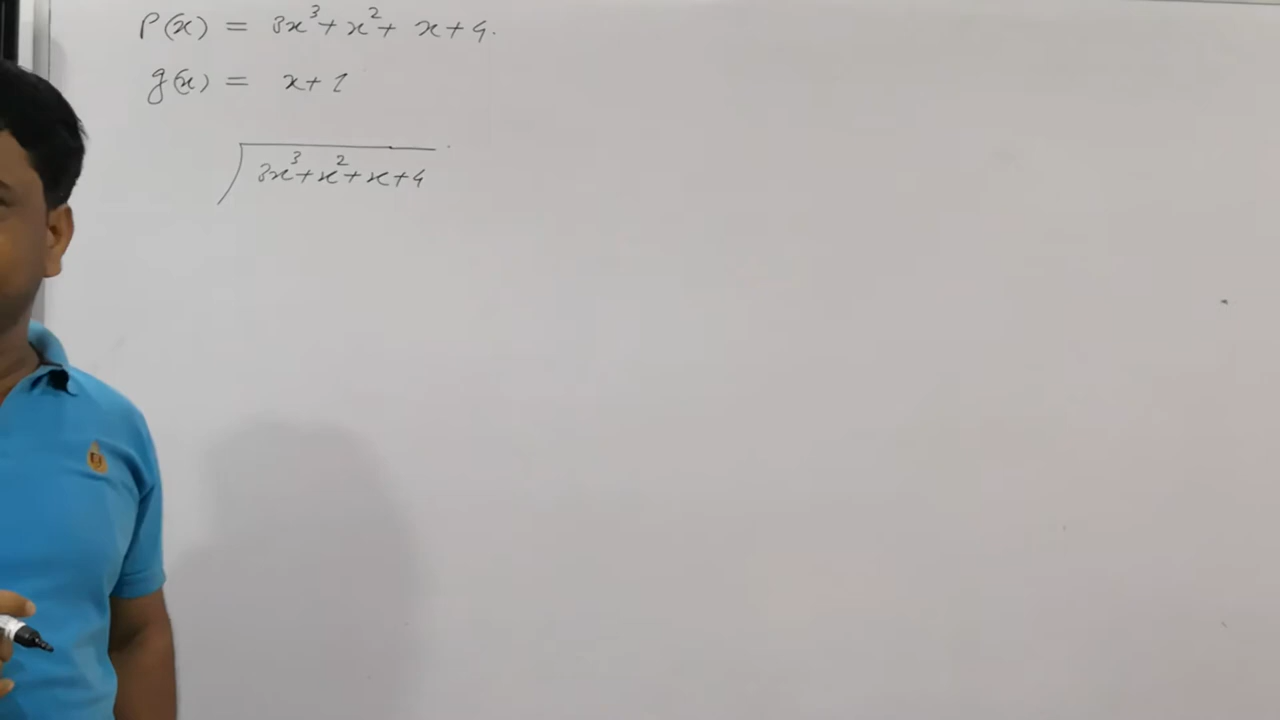 P(x) = 3x³+x²+ x+4.
g(x) = x+1
3x³+x²+x+4